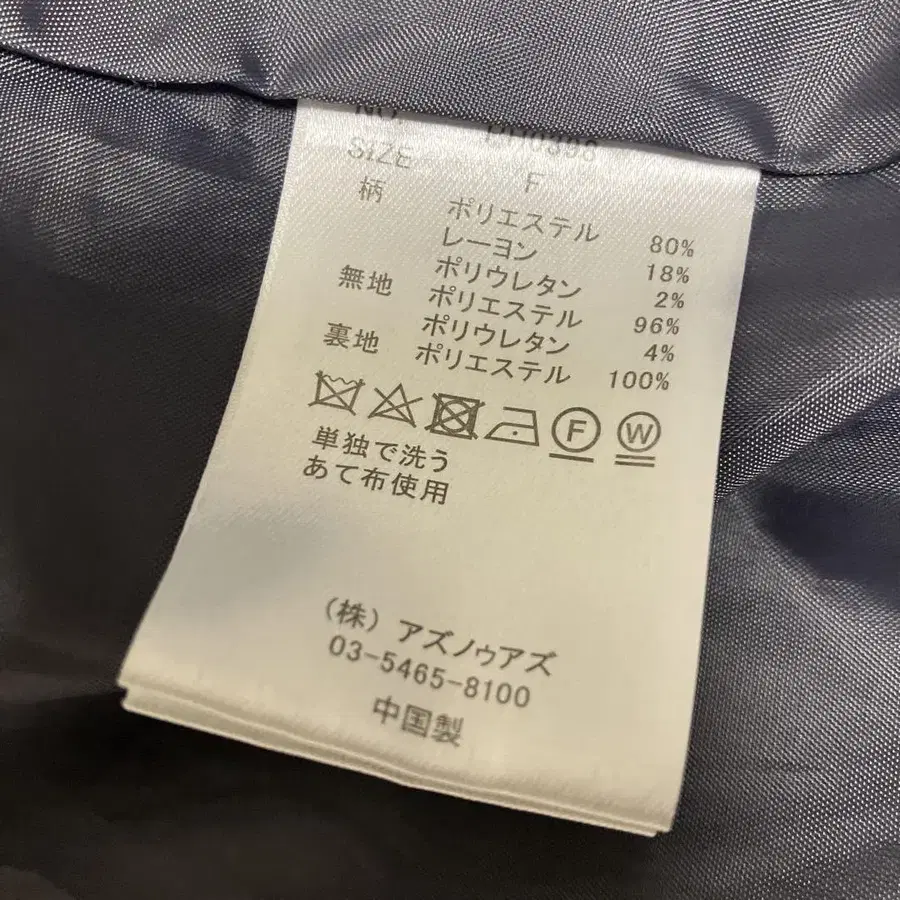 SIZE F
柄 ポリエステル 80%
レーヨン 18%
ポリウレタン 2%
無地 ポリエステル 96%
ポリウレタン 4%
裏地 ポリエステル 100%
F W
単独で洗う
あて布使用
(株) アズノゥアズ
03-5465-8100
中国製